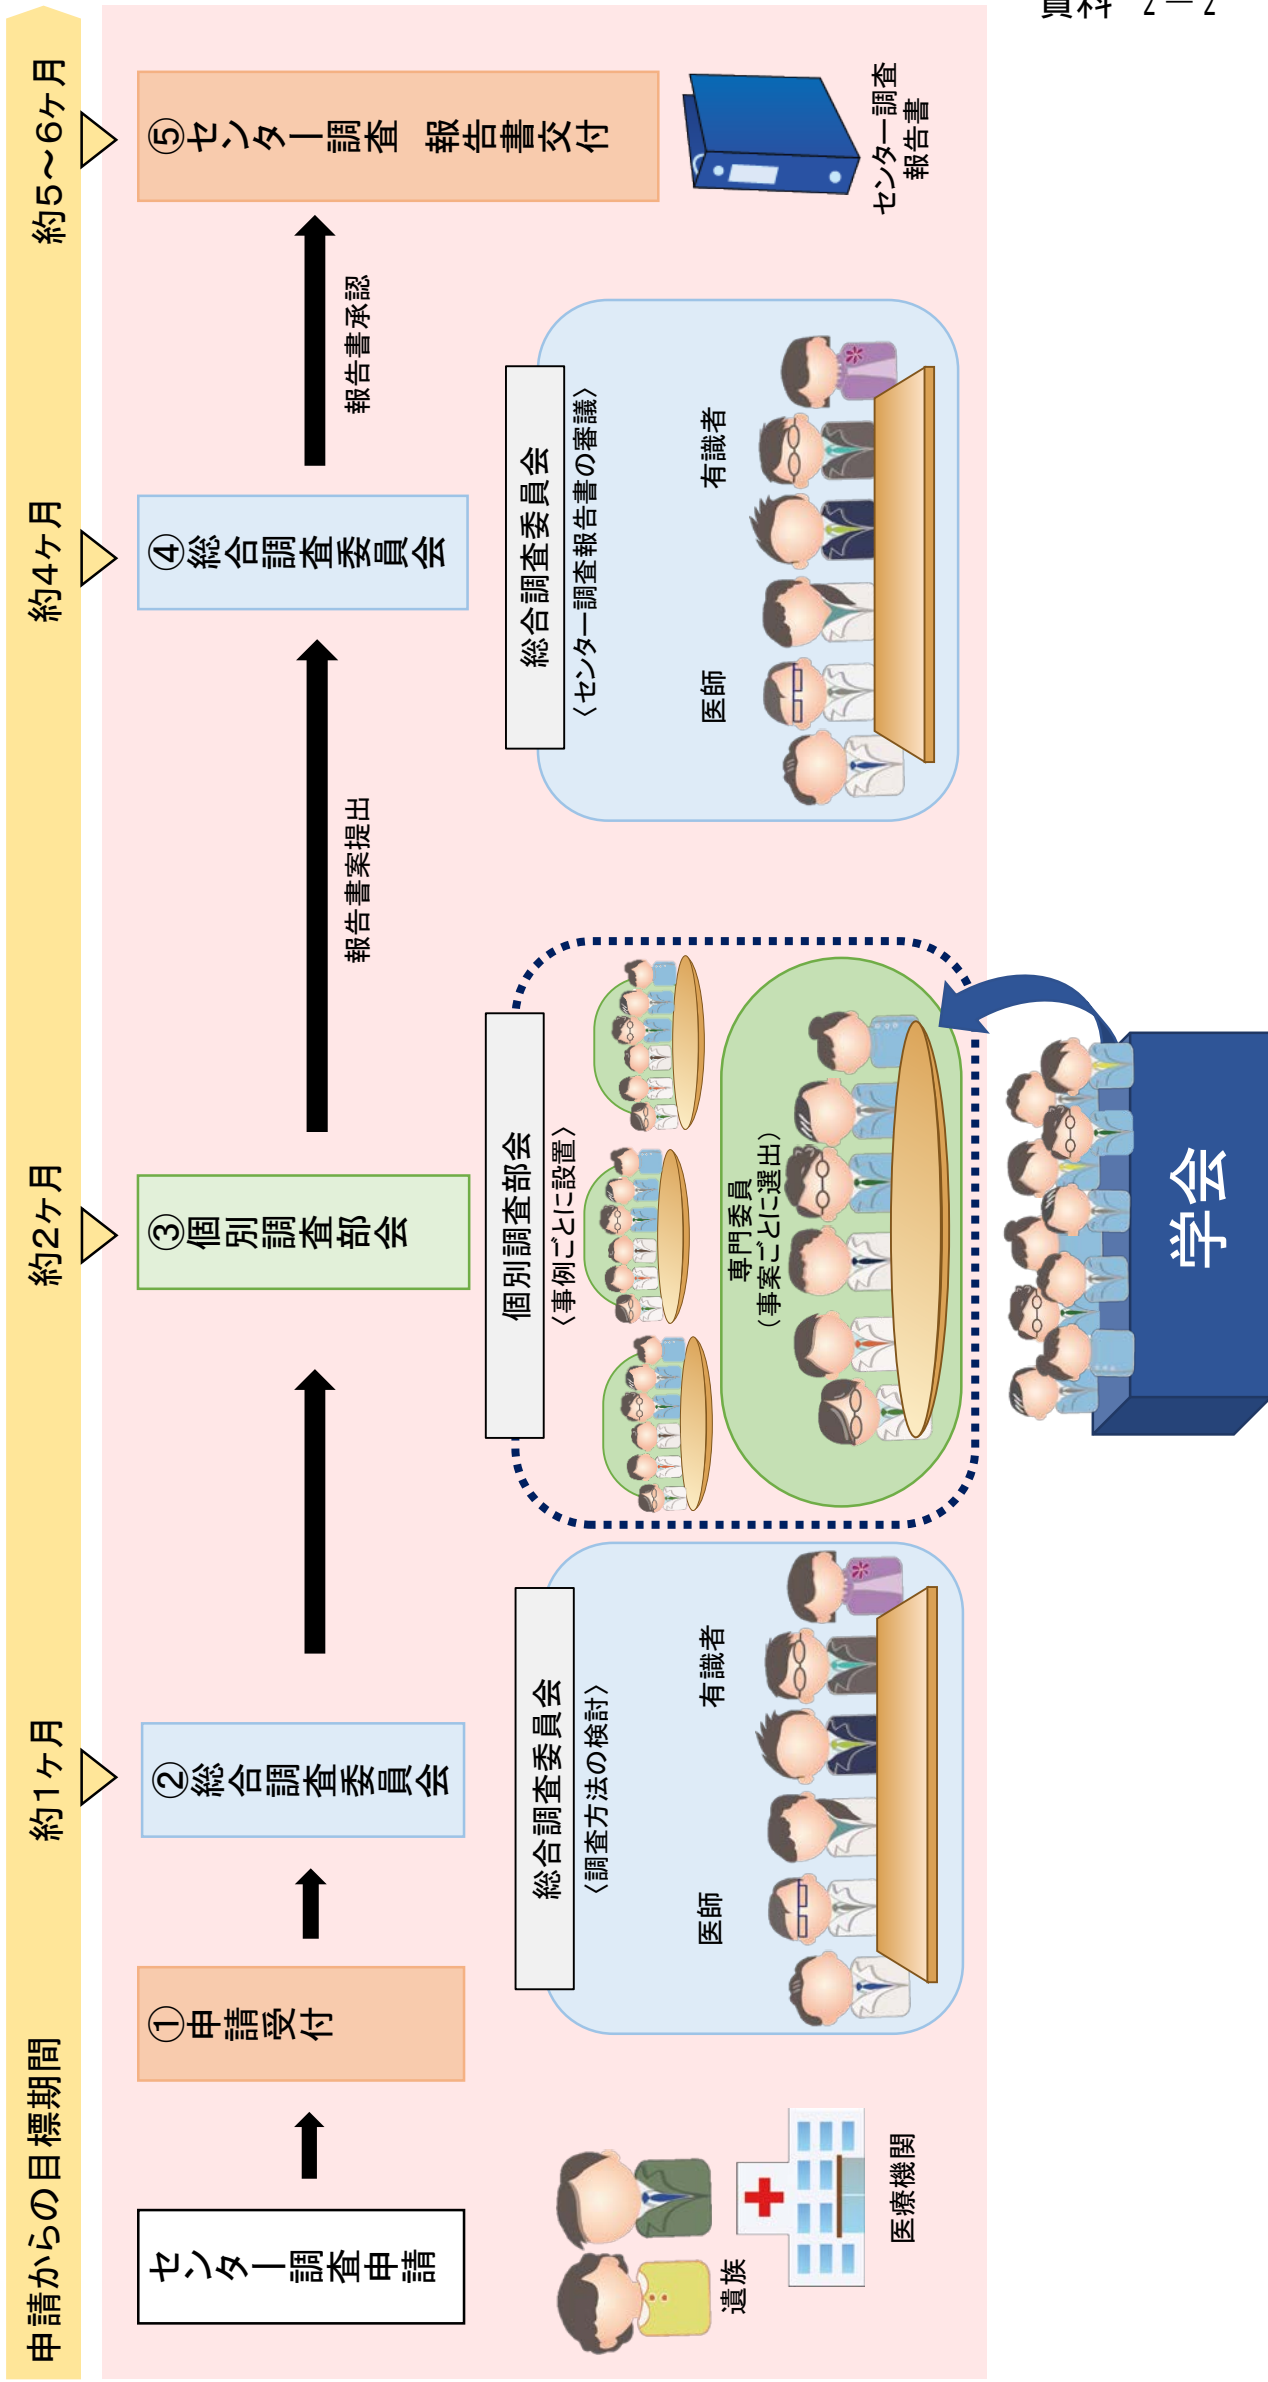 申請からの目標期間
約1ヶ月
約2ヶ月
約4ヶ月
約5～6ヶ月
センター調査申請
①申請受付
②総合調査委員会
③個別調査部会
④総合調査委員会
⑤センター調査 報告書交付
報告書案提出
報告書承認
遺族
医療機関
総合調査委員会
〈調査方法の検討〉
医師
有識者
個別調査部会
〈事例ごとに設置〉
専門委員
（事案ごとに選出）
学会
総合調査委員会
〈センター調査報告書の審議〉
医師
有識者
センター調査
報告書
資料 2－2